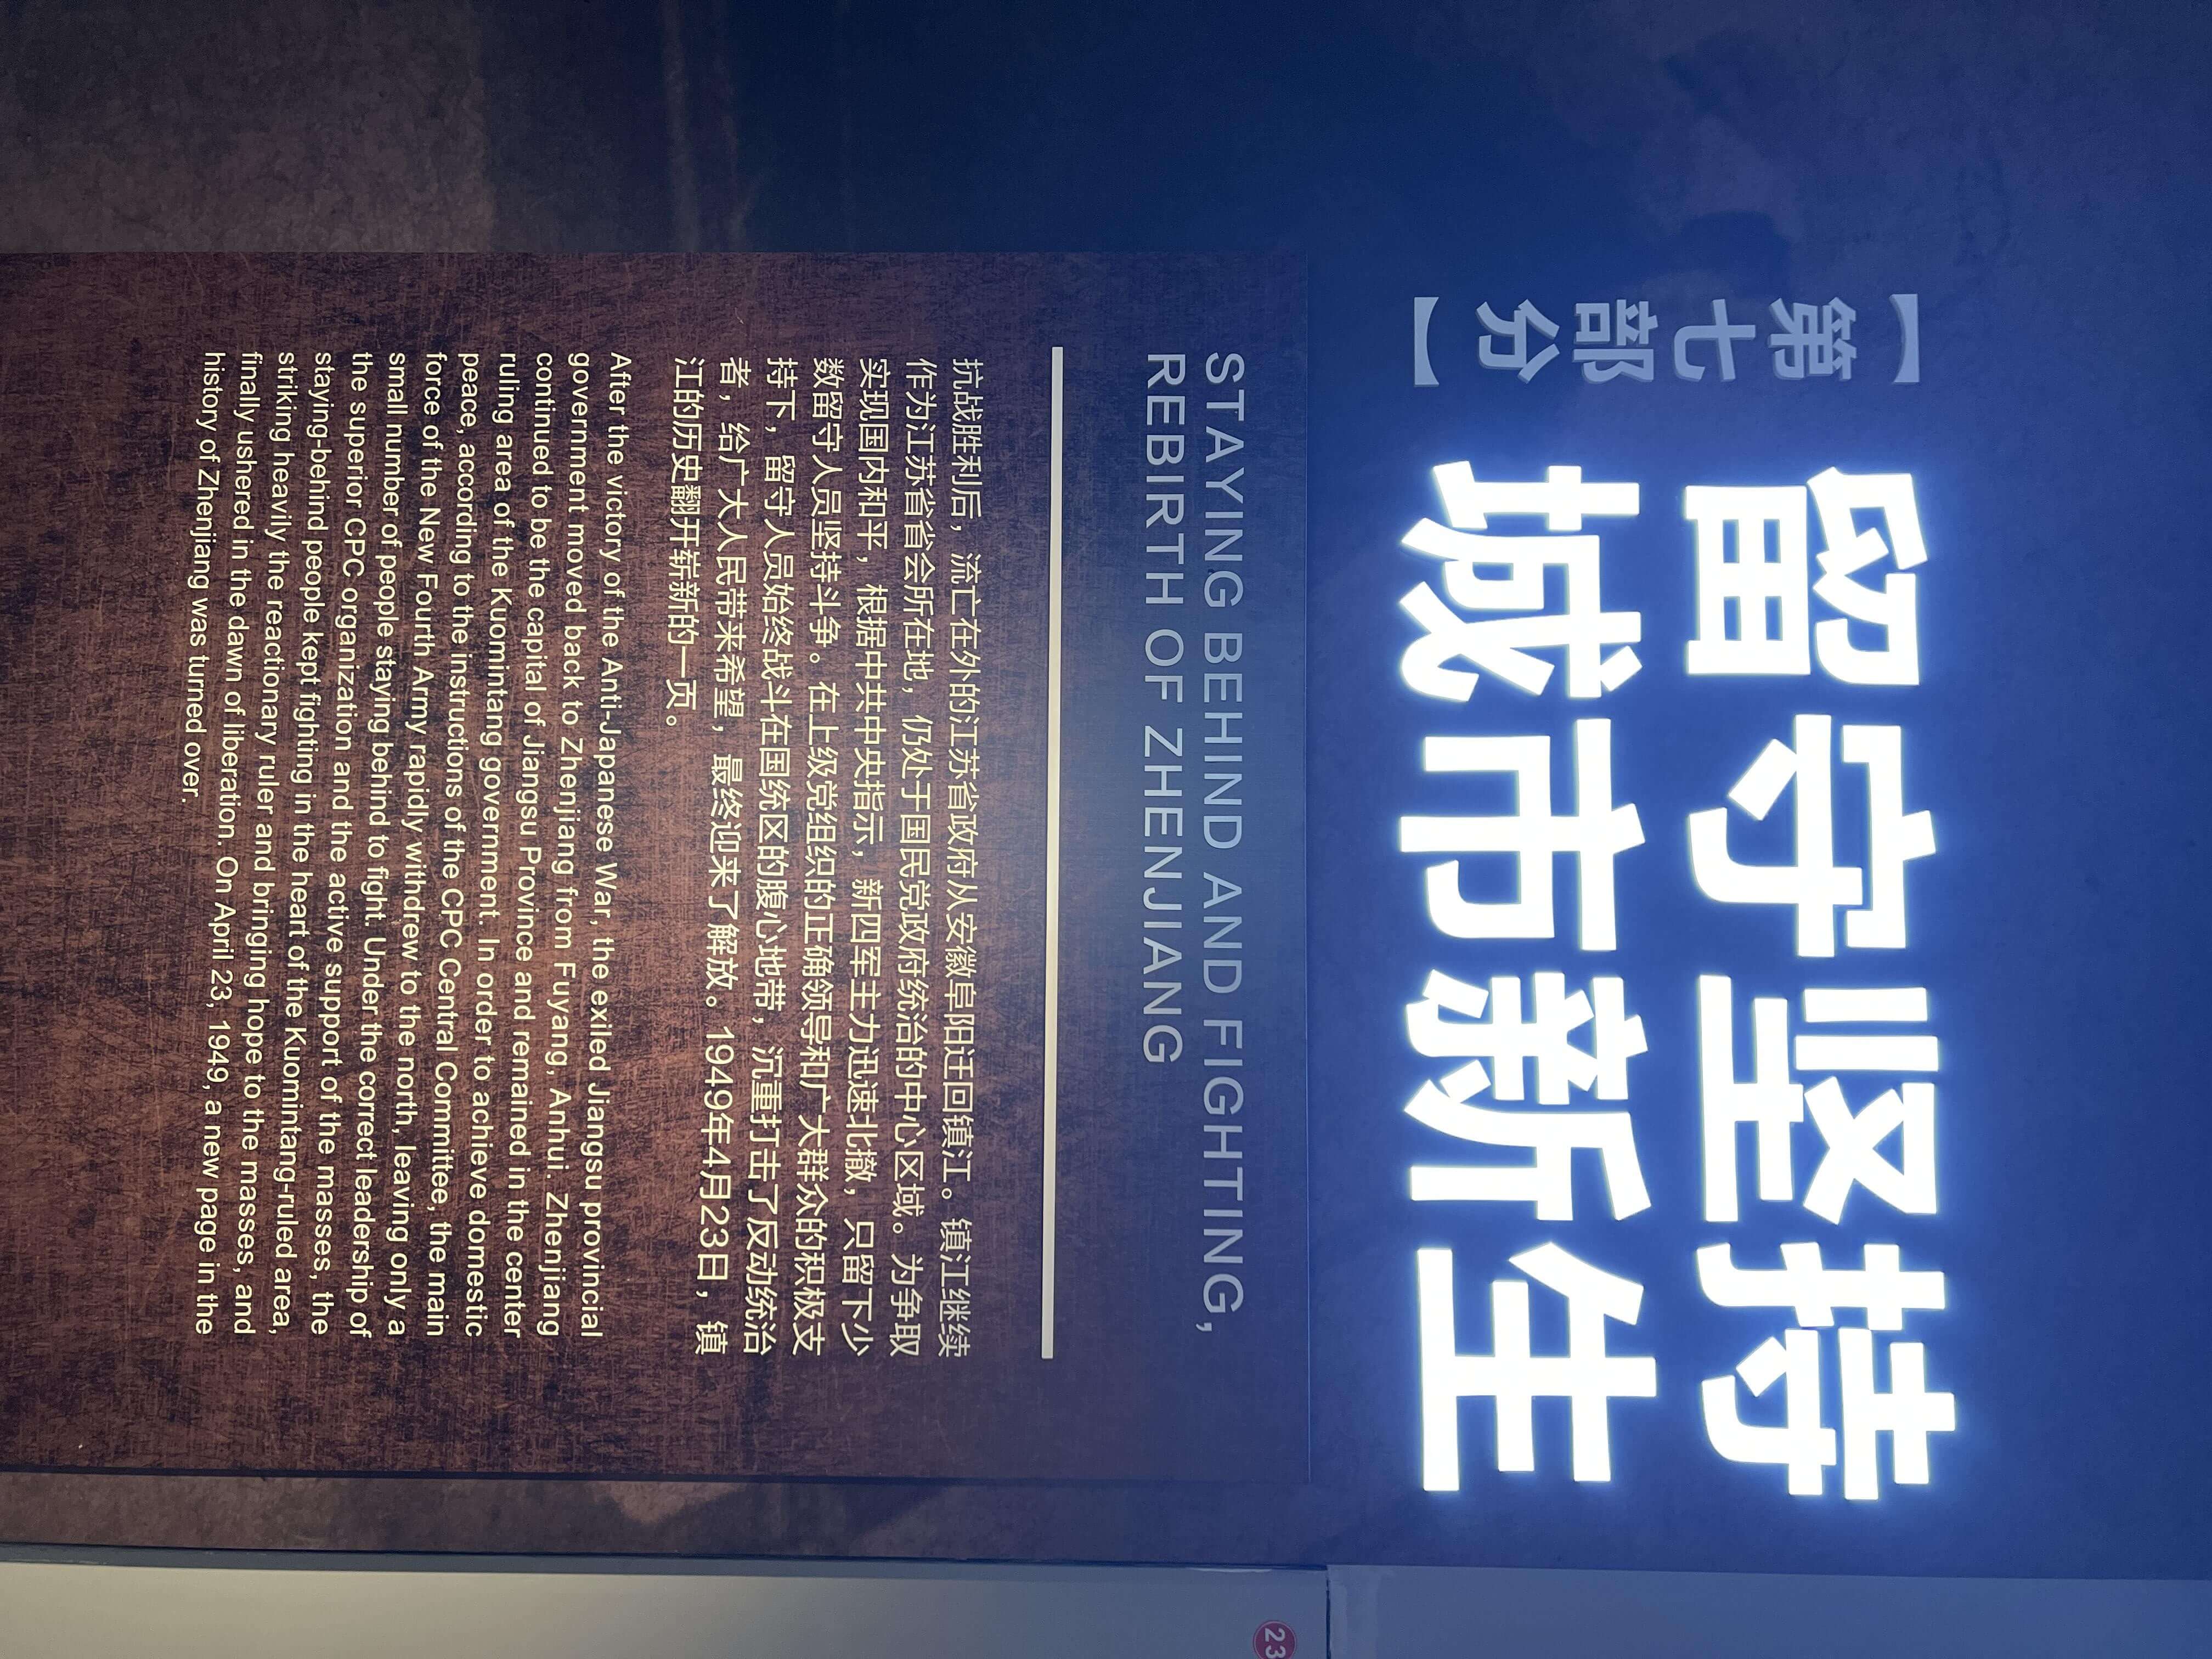 【第七部分】
留守坚持
城市新生
STAYING BEHIND AND FIGHTING,
REBIRTH OF ZHENJIANG
抗战胜利后，流亡在外的江苏省政府从安徽阜阳迁回镇江。镇江继续
作为江苏省省会所在地，仍处于国民党政府统治的中心区域。为争取
实现国内和平，根据中共中央指示，新四军主力迅速北撤，只留下少
数留守人员坚持斗争。在上级党组织的正确领导和广大群众的积极支
持下，留守人员始终战斗在国统区的腹心地带，沉重打击了反动统治
者，给广大人民带来希望，最终迎来了解放。1949年4月23日，镇
江的历史翻开崭新的一页。
After the victory of the Anti-Japanese War, the exiled Jiangsu provincial
government moved back to Zhenjiang from Fuyang, Anhui. Zhenjiang
continued to be the capital of Jiangsu Province and remained in the center
ruling area of the Kuomintang government. In order to achieve domestic
peace, according to the instructions of the CPC Central Committee, the main
force of the New Fourth Army rapidly withdrew to the north, leaving only a
small number of people staying behind to fight. Under the correct leadership of
the superior CPC organization and the active support of the masses, the
staying-behind people kept fighting in the heart of the Kuomintang-ruled area,
striking heavily the reactionary ruler and bringing hope to the masses, and
finally ushered in the dawn of liberation. On April 23, 1949, a new page in the
history of Zhenjiang was turned over.
23